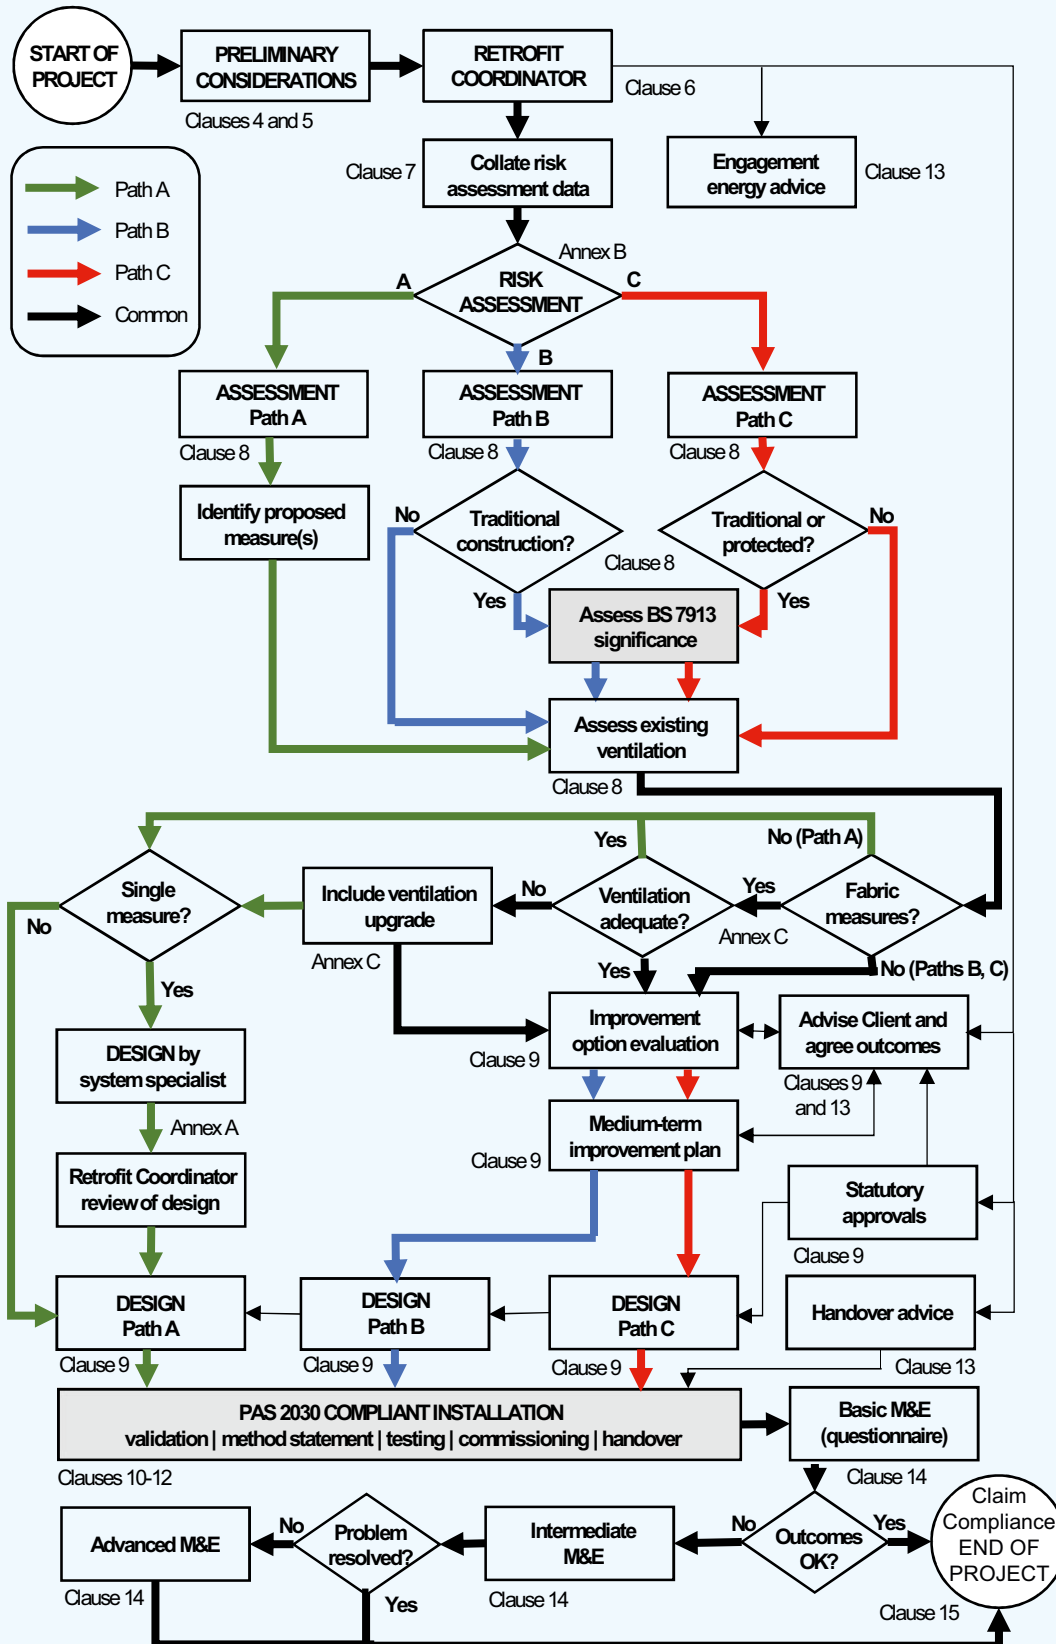 START OF
PROJECT
PRELIMINARY
CONSIDERATIONS
Clauses 4 and 5
RETROFIT
COORDINATOR
Clause 6
Path A
Path B
Path C
Common
Clause 7
Collate risk
assessment data
Engagement
energy advice
Clause 13
Annex B
A
RISK
ASSESSMENT
C
B
ASSESSMENT
Path A
Clause 8
ASSESSMENT
Path B
Clause 8
ASSESSMENT
Path C
Clause 8
Identify proposed
measure(s)
No
Traditional
construction?
Yes
Clause 8
Traditional or
protected?
No
Yes
Assess BS 7913
significance
Assess existing
ventilation
Clause 8
Yes
No (Path A)
Single
measure?
No
Yes
Include ventilation
upgrade
Annex C
No
Ventilation
adequate?
Yes
Yes
Annex C
Fabric
measures?
No (Paths B, C)
DESIGN by
system specialist
Annex A
Improvement
option evaluation
Clause 9
Advise Client and
agree outcomes
Clauses 9
and 13
Retrofit Coordinator
review of design
Medium-term
improvement plan
Clause 9
Statutory
approvals
Clause 9
DESIGN
Path A
Clause 9
DESIGN
Path B
Clause 9
DESIGN
Path C
Clause 9
Handover advice
Clause 13
PAS 2030 COMPLIANT INSTALLATION
validation | method statement | testing | commissioning | handover
Clauses 10-12
Basic M&E
(questionnaire)
Clause 14
Advanced M&E
Clause 14
No
Problem
resolved?
Yes
Intermediate
M&E
Clause 14
No
Outcomes
OK?
Yes
Claim
Compliance
END OF
PROJECT
Clause 15